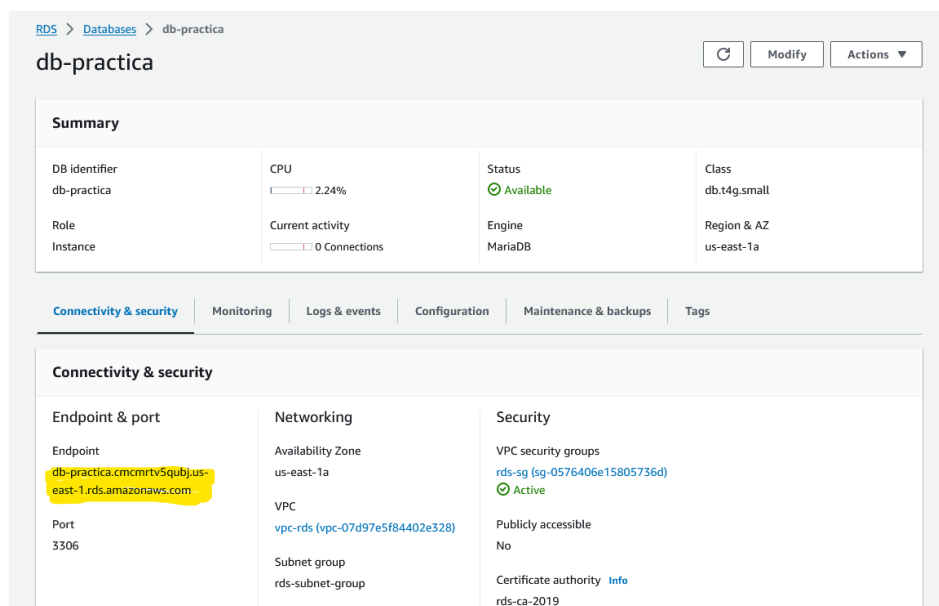 RDS > Databases > db-practica
db-practica
Modify
Actions ▼
Summary
DB identifier
db-practica
CPU
2.24%
Status
Available
Class
db.t4g.small
Role
Instance
Current activity
0 Connections
Engine
MariaDB
Region & AZ
us-east-1a
Connectivity & security
Monitoring
Logs & events
Configuration
Maintenance & backups
Tags
Connectivity & security
Endpoint & port
Endpoint
db-practica.cmcmrtv5qubj.us-
east-1.rds.amazonaws.com
Port
3306
Networking
Availability Zone
us-east-1a
VPC
vpc-rds (vpc-07d97e5f84402e328)
Subnet group
rds-subnet-group
Security
VPC security groups
rds-sg (sg-0576406e15805736d)
Active
Publicly accessible
No
Certificate authority Info
rds-ca-2019